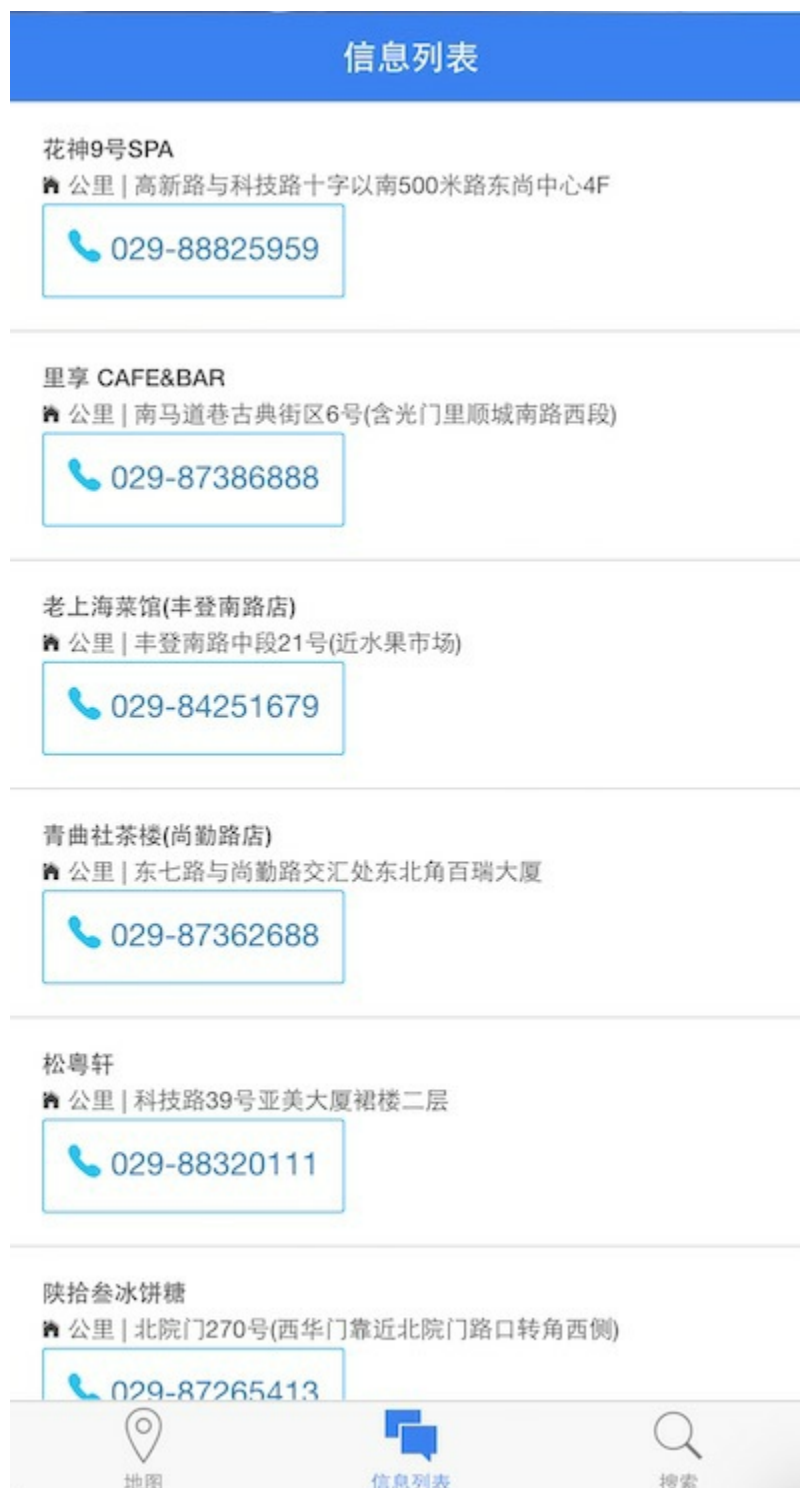 信息列表
花神9号SPA
公里 | 高新路与科技路十字以南500米路东尚中心4F
029-88825959
里享 CAFE&BAR
公里 | 南马道巷古典街区6号(含光门里顺城南路西段)
029-87386888
老上海菜馆(丰登南路店)
公里 | 丰登南路中段21号(近水果市场)
029-84251679
青曲社茶楼(尚勤路店)
公里 | 东七路与尚勤路交汇处东北角百瑞大厦
029-87362688
松粤轩
公里 | 科技路39号亚美大厦裙楼二层
029-88320111
陕拾叁冰饼糖
公里 | 北院门270号(西华门靠近北院门路口转角西侧)
029-87265413
地图
信息列表
搜索